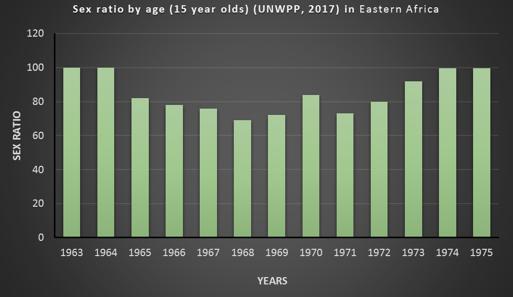 Sex ratio by age (15 year olds) (UNWPP, 2017) in Eastern Africa
120
100
80
60
40
20
0
SEX RATIO
1963 1964 1965 1966 1967 1968 1969 1970 1971 1972 1973 1974 1975
YEARS